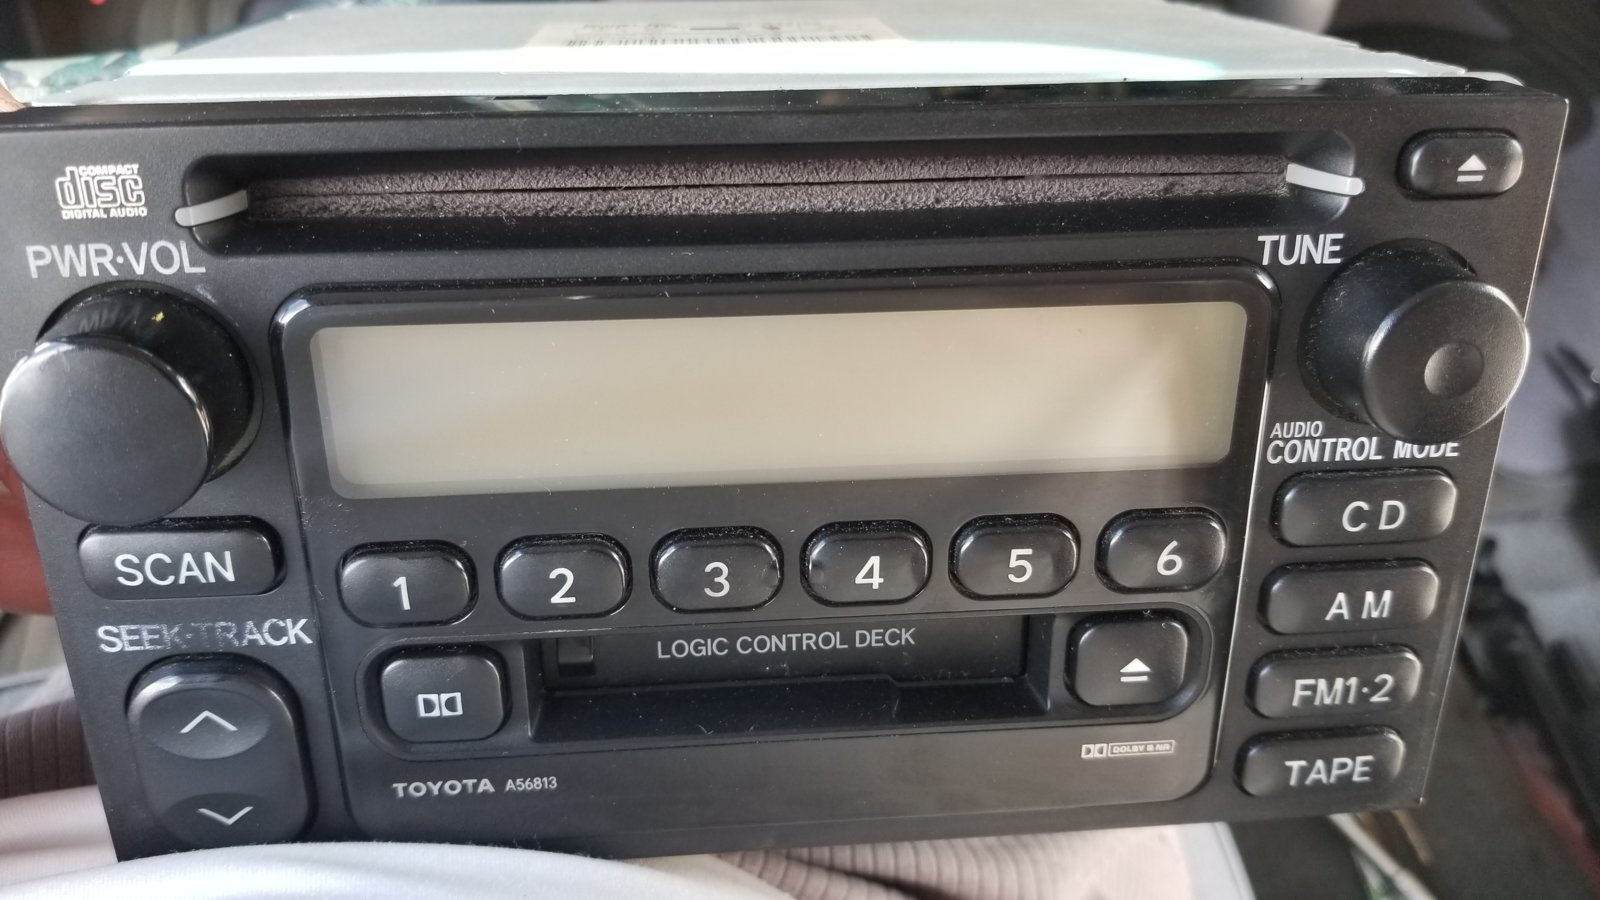 COMPACT
disc
DIGITAL AUDIO
PWR·VOL
TUNE
AUDIO
CONTROL MODE
CD
SCAN
1 2 3 4 5 6
AM
SEEK·TRACK
LOGIC CONTROL DECK
FM1·2
DOLBY B NR
TAPE
TOYOTA A56813